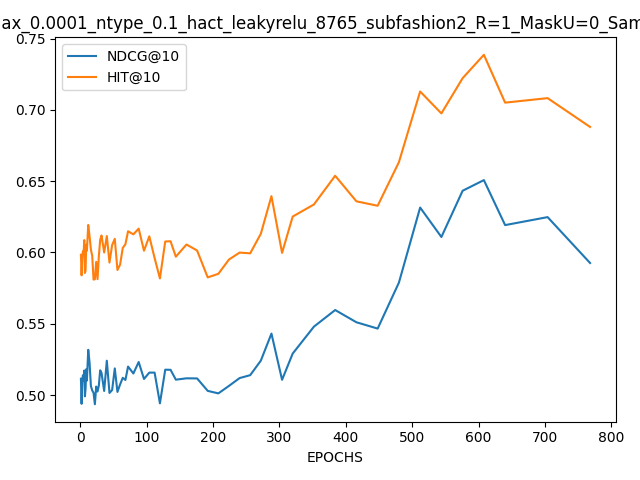 ax_0.0001_ntype_0.1_hact_leakyrelu_8765_subfashion2_R=1_MaskU=0_Sam
0.75
NDCG@10
HIT@10
0.70
0.65
0.60
0.55
0.50
0 100 200 300 400 500 600 700 800
EPOCHS